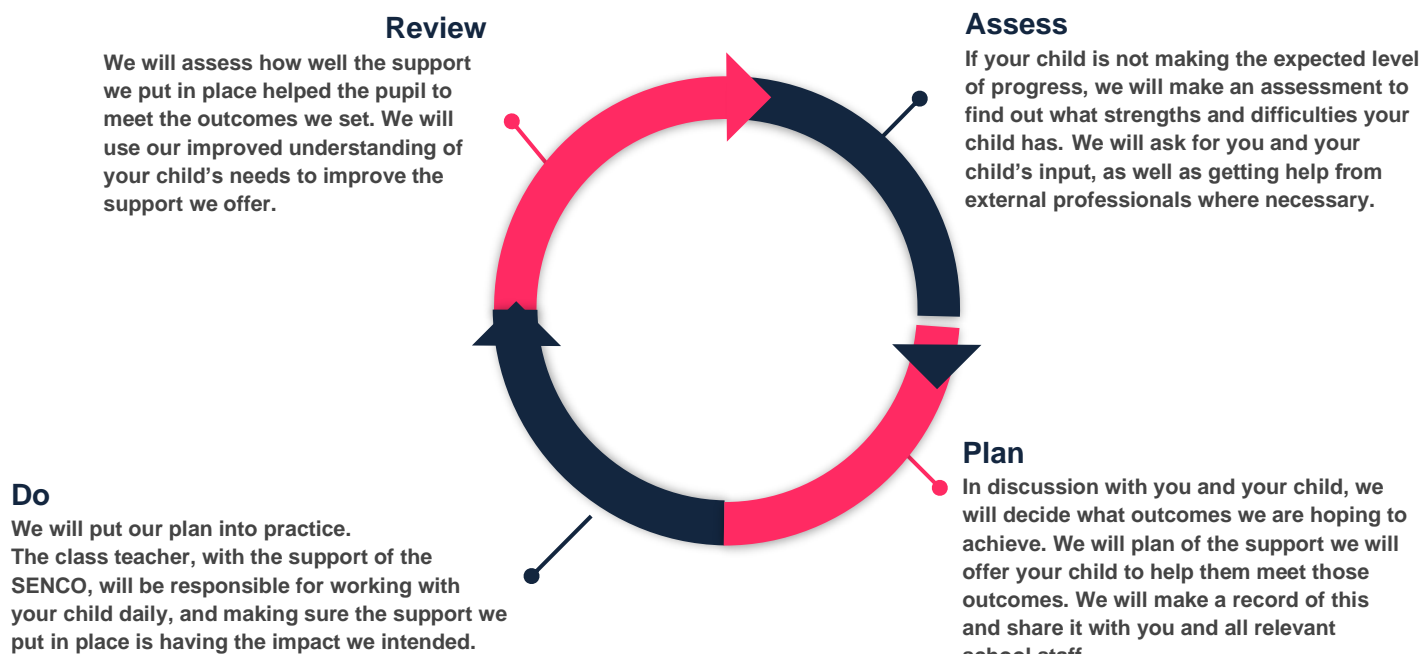 Review
We will assess how well the support
we put in place helped the pupil to
meet the outcomes we set. We will
use our improved understanding of
your child's needs to improve the
support we offer.
Assess
If your child is not making the expected level
of progress, we will make an assessment to
find out what strengths and difficulties your
child has. We will ask for you and your
child's input, as well as getting help from
external professionals where necessary.
Do
We will put our plan into practice.
The class teacher, with the support of the
SENCO, will be responsible for working with
your child daily, and making sure the support we
put in place is having the impact we intended.
Plan
In discussion with you and your child, we
will decide what outcomes we are hoping to
achieve. We will plan of the support we will
offer your child to help them meet those
outcomes. We will make a record of this
and share it with you and all relevant
school staff